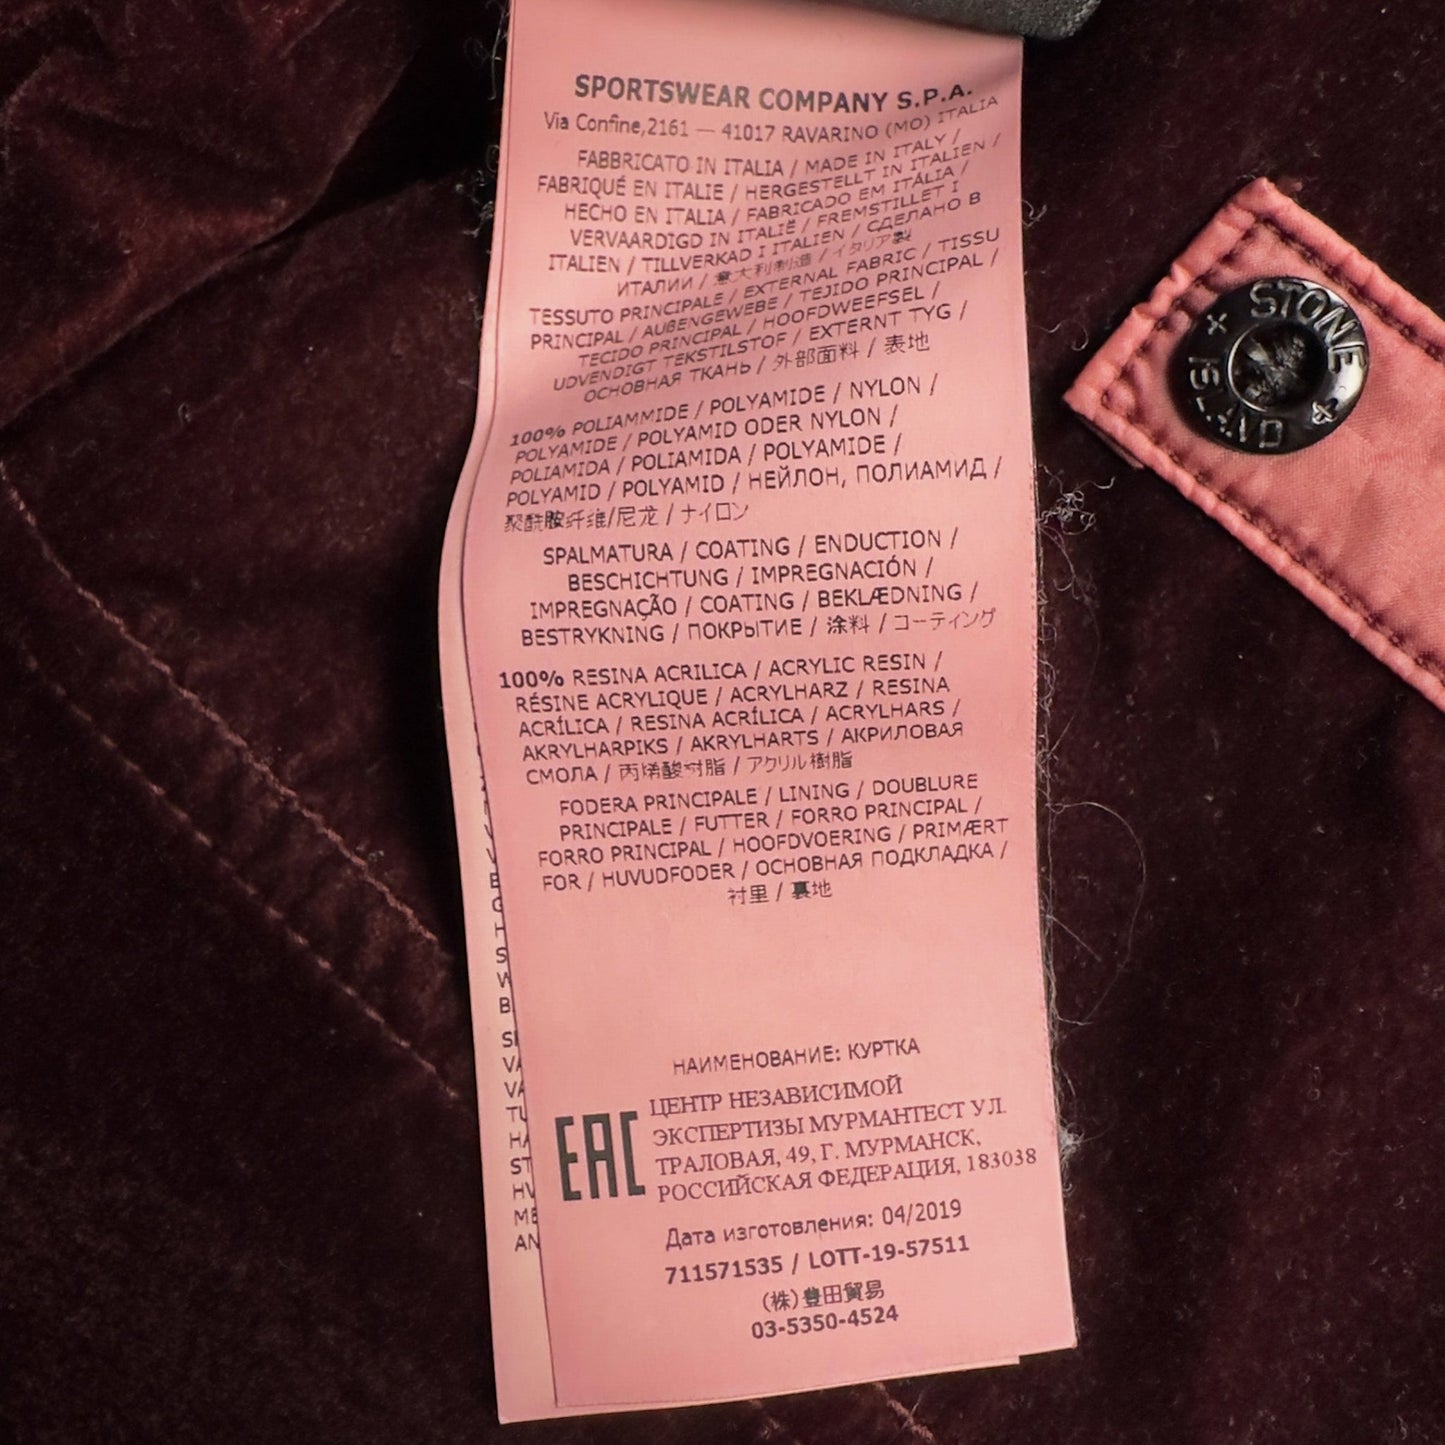 SPORTSWEAR COMPANY S.P.A.
Via Confine,2161 — 41017 RAVARINO (MO) ITALIA
FABBRICATO IN ITALIA / MADE IN ITALY /
FABRIQUÉ EN ITALIE / HERGESTELLT IN ITALIEN /
HECHO EN ITALIA / FABRICADO EM ITÁLIA /
VERVAARDIGD IN ITALIË / FREMSTILLET I
ITALIEN / TILLVERKAD I ITALIEN / СДЕЛАНО В
ИТАЛИИ / 意大利制造 / イタリア製
TESSUTO PRINCIPALE / EXTERNAL FABRIC / TISSU
PRINCIPAL / AUßENGEWEBE / TEJIDO PRINCIPAL /
TECIDO PRINCIPAL / HOOFDWEEFSEL /
UDVENDIGT TEKSTILSTOF / EXTERNT TYG /
ОСНОВНАЯ ТКАНЬ / 外部面料 / 表地
100% POLIAMMIDE / POLYAMIDE / NYLON /
POLYAMIDE / POLYAMID ODER NYLON /
POLIAMIDA / POLIAMIDA / POLYAMIDE /
POLYAMID / POLYAMID / НЕЙЛОН, ПОЛИАМИД /
聚酰胺纤维/尼龙 / ナイロン
SPALMATURA / COATING / ENDUCTION /
BESCHICHTUNG / IMPREGNACIÓN /
IMPREGNAÇÃO / COATING / BEKLÆDNING /
BESTRYKNING / ПОКРЫТИЕ / 涂料 / コーティング
100% RESINA ACRILICA / ACRYLIC RESIN /
RÉSINE ACRYLIQUE / ACRYLHARZ / RESINA
ACRÍLICA / RESINA ACRÍLICA / ACRYLHARS /
AKRYLHARPIKS / AKRYLHARTS / АКРИЛОВАЯ
СМОЛА / 丙烯酸树脂 / アクリル樹脂
FODERA PRINCIPALE / LINING / DOUBLURE
PRINCIPALE / FUTTER / FORRO PRINCIPAL /
FORRO PRINCIPAL / HOOFDVOERING / PRIMÆRT
FOR / HUVUDFODER / ОСНОВНАЯ ПОДКЛАДКА /
衬里 / 裏地
НАИМЕНОВАНИЕ: КУРТКА
EAC
ЦЕНТР НЕЗАВИСИМОЙ
ЭКСПЕРТИЗЫ МУРМАНТЕСТ УЛ.
ТРАЛОВАЯ, 49, Г. МУРМАНСК,
РОССИЙСКАЯ ФЕДЕРАЦИЯ, 183038
Дата изготовления: 04/2019
711571535 / LOTT-19-57511
(株)豊田貿易
03-5350-4524
STONE
ISLAND